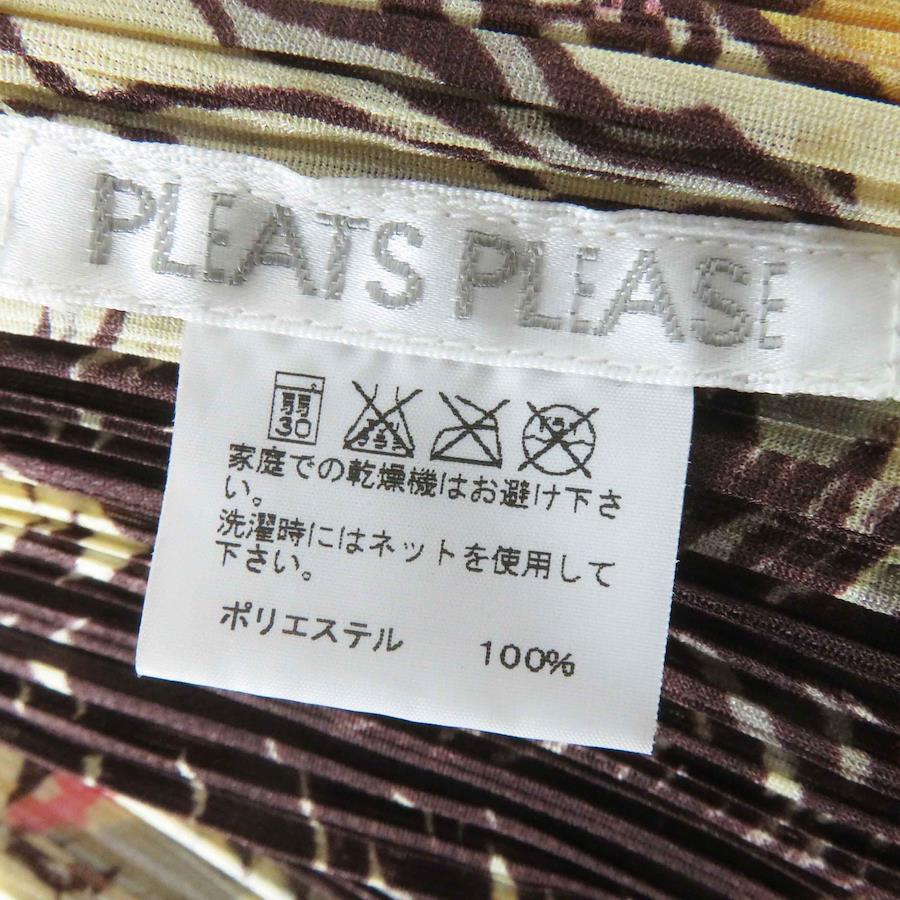 PLEATS PLEASE
弱
30
家庭での乾燥機はお避け下さ
い。
洗濯時にはネットを使用して
下さい。
ポリエステル 100%